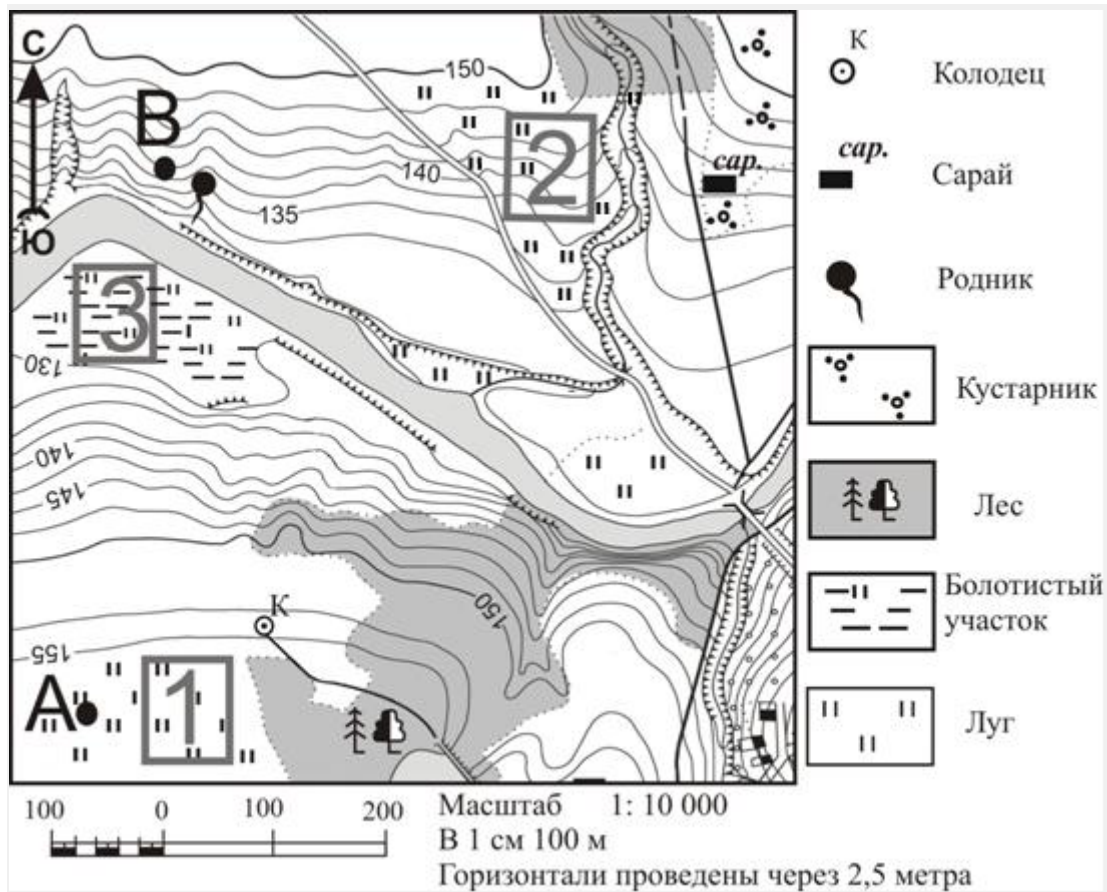 С
Ю
150
В
2
140
135
сар.
3
130
140
145
150
К
155
А
1
К
Колодец
сар.
Сарай
Родник
Кустарник
Лес
Болотистый
участок
Луг
100 0 100 200
Масштаб 1: 10 000
В 1 см 100 м
Горизонтали проведены через 2,5 метра